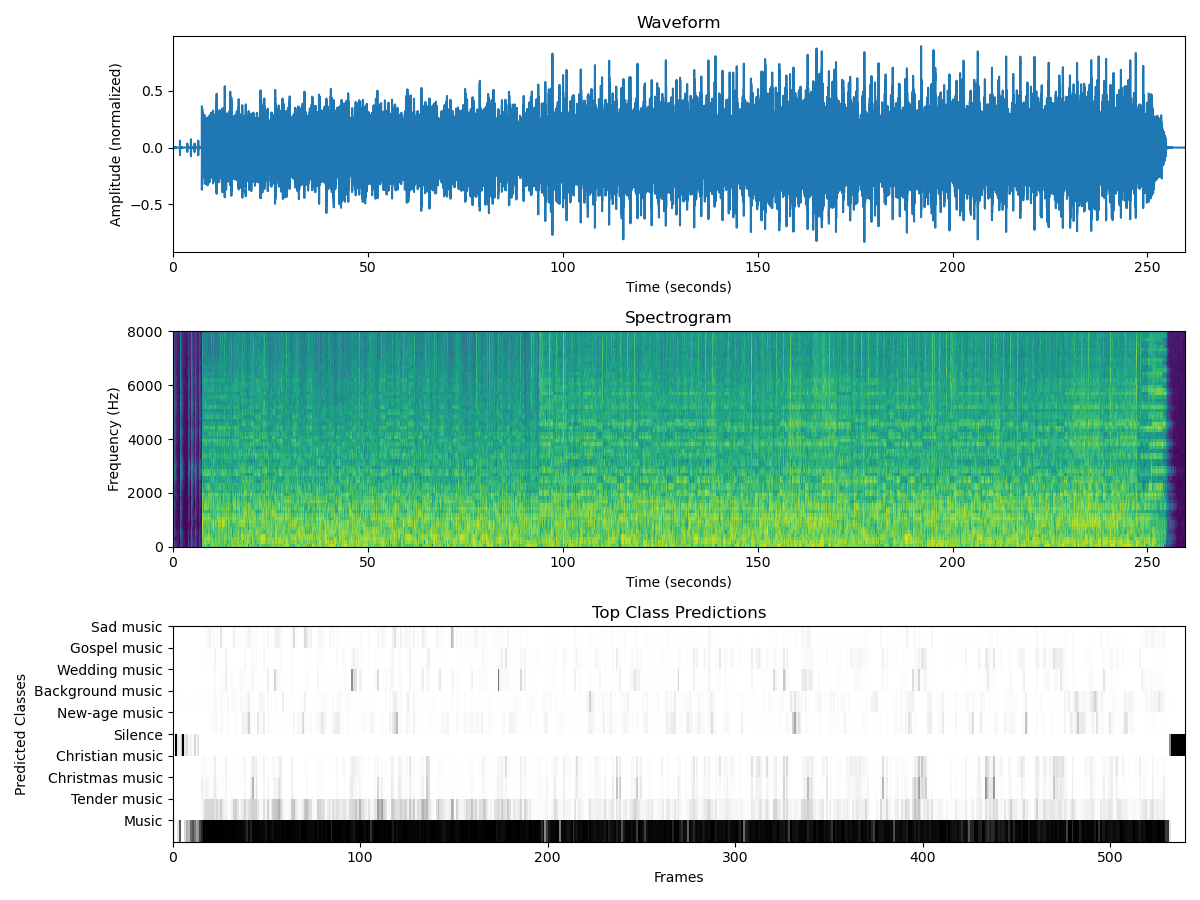 Waveform
Amplitude (normalized)
0.5
0.0
−0.5
0 50 100 150 200 250
Time (seconds)
Spectrogram
Frequency (Hz)
8000
6000
4000
2000
0
0 50 100 150 200 250
Time (seconds)
Top Class Predictions
Predicted Classes
Sad music
Gospel music
Wedding music
Background music
New-age music
Silence
Christian music
Christmas music
Tender music
Music
0 100 200 300 400 500
Frames